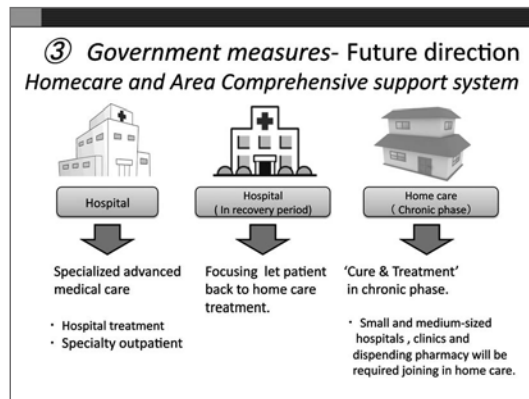 ③ Government measures- Future direction
Homecare and Area Comprehensive support system
Hospital
Hospital
( In recovery period)
Home care
( Chronic phase)
Specialized advanced
medical care
・ Hospital treatment
・ Specialty outpatient
Focusing let patient
back to home care
treatment.
‘Cure & Treatment’
in chronic phase.
・ Small and medium-sized
hospitals , clinics and
dispending pharmacy will be
required joining in home care.